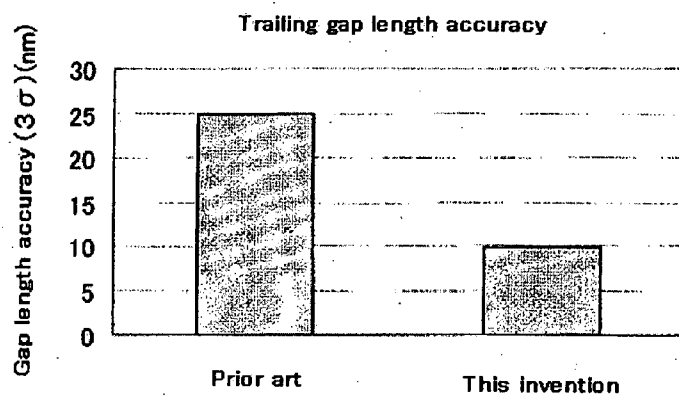 Trailing gap length accuracy
Gap length accuracy (3σ)(nm)
30
25
20
15
10
5
0
Prior art
This invention